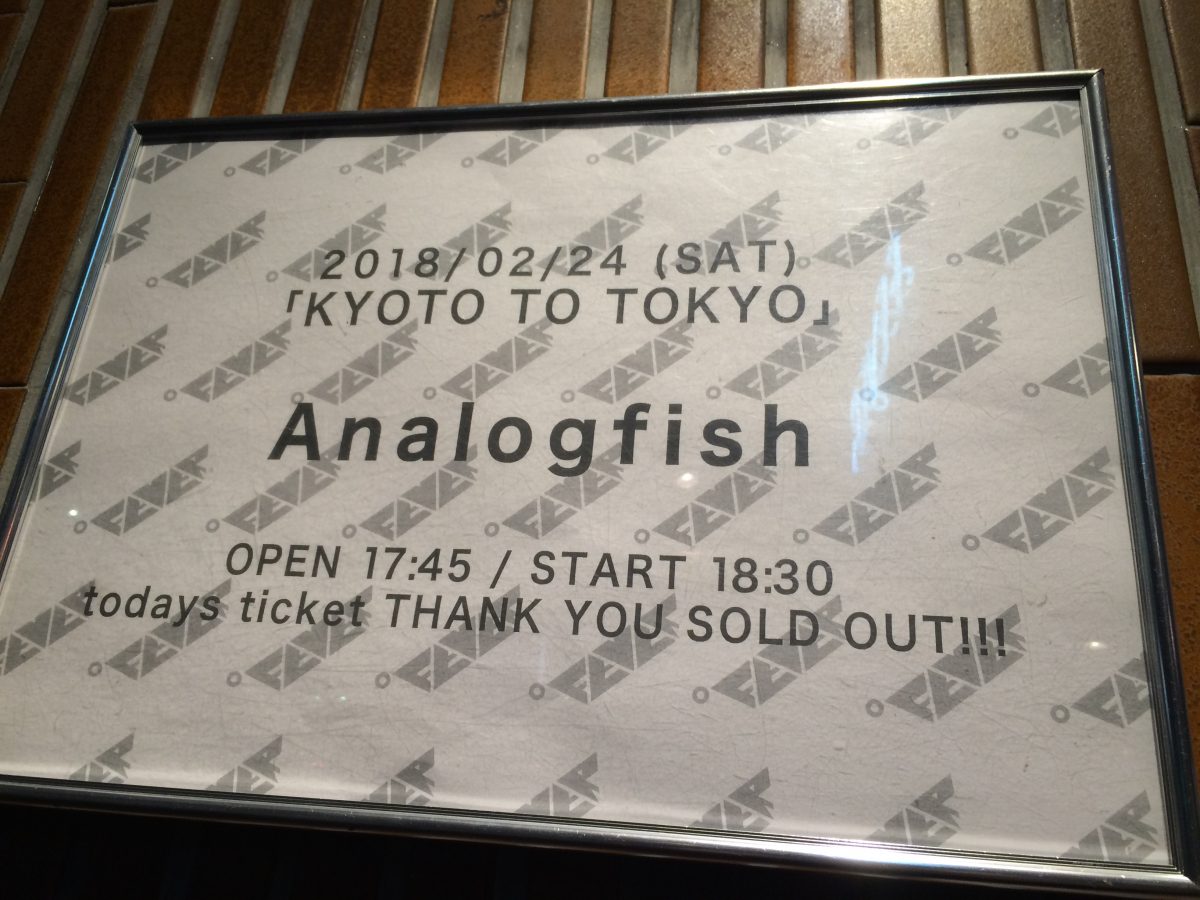 2018/02/24 (SAT)
「KYOTO TO TOKYO」
Analogfish
OPEN 17:45 / START 18:30
todays ticket THANK YOU SOLD OUT!!!
FEVER